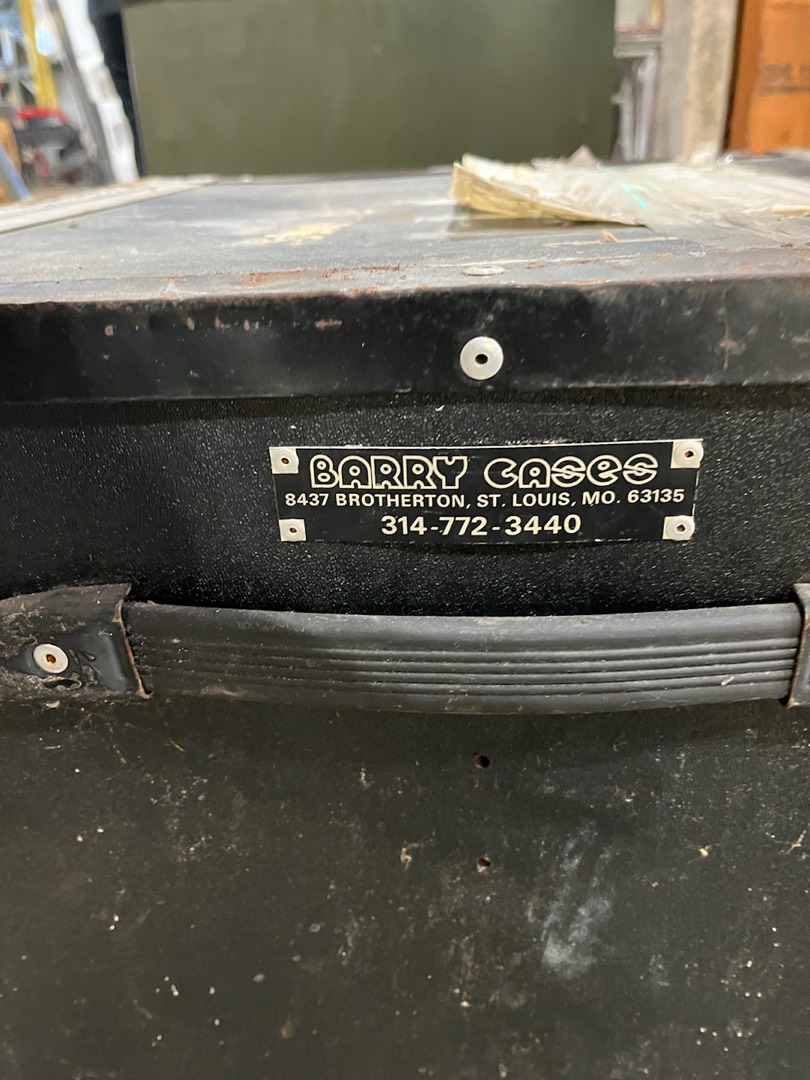 BARRY CASES
8437 BROTHERTON, ST. LOUIS, MO. 63135
314-772-3440